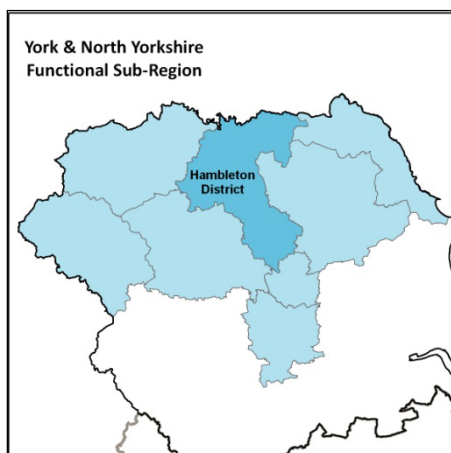 York & North Yorkshire
Functional Sub-Region
Hambleton
District